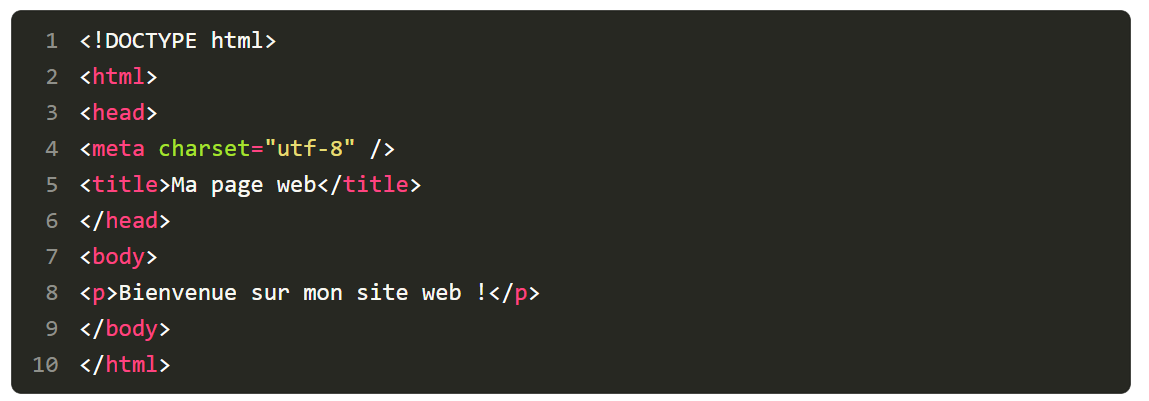 1 <!DOCTYPE html>
2 <html>
3 <head>
4 <meta charset="utf-8" />
5 <title>Ma page web</title>
6 </head>
7 <body>
8 <p>Bienvenue sur mon site web !</p>
9 </body>
10 </html>